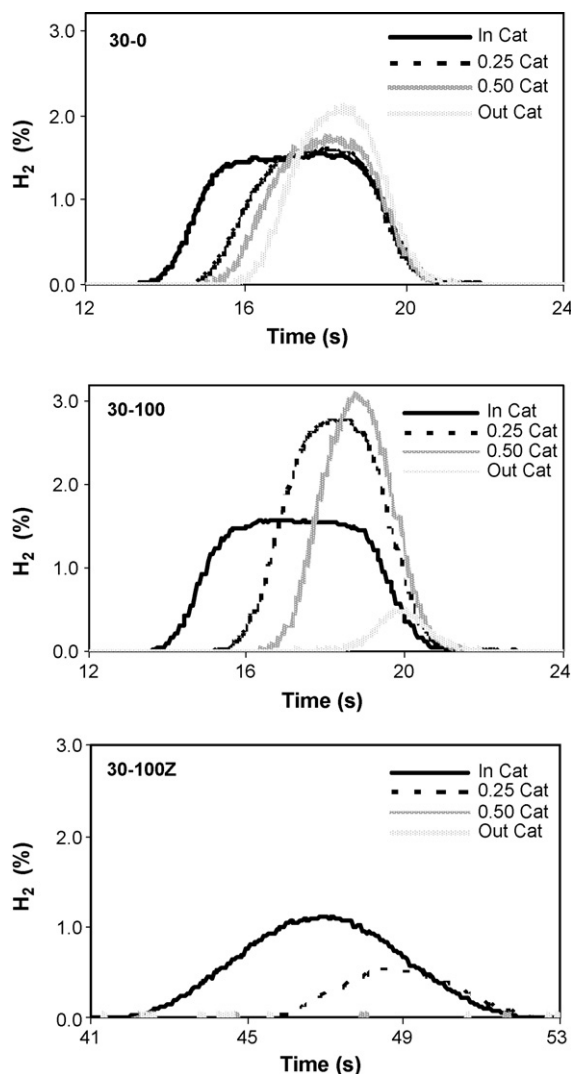 30-0
In Cat
0.25 Cat
0.50 Cat
Out Cat
H₂ (%)
3.0
2.0
1.0
0.0
12 16 20 24
Time (s)
30-100
In Cat
0.25 Cat
0.50 Cat
Out Cat
H₂ (%)
3.0
2.0
1.0
0.0
12 16 20 24
Time (s)
30-100Z
In Cat
0.25 Cat
0.50 Cat
Out Cat
H₂ (%)
3.0
2.0
1.0
0.0
41 45 49 53
Time (s)